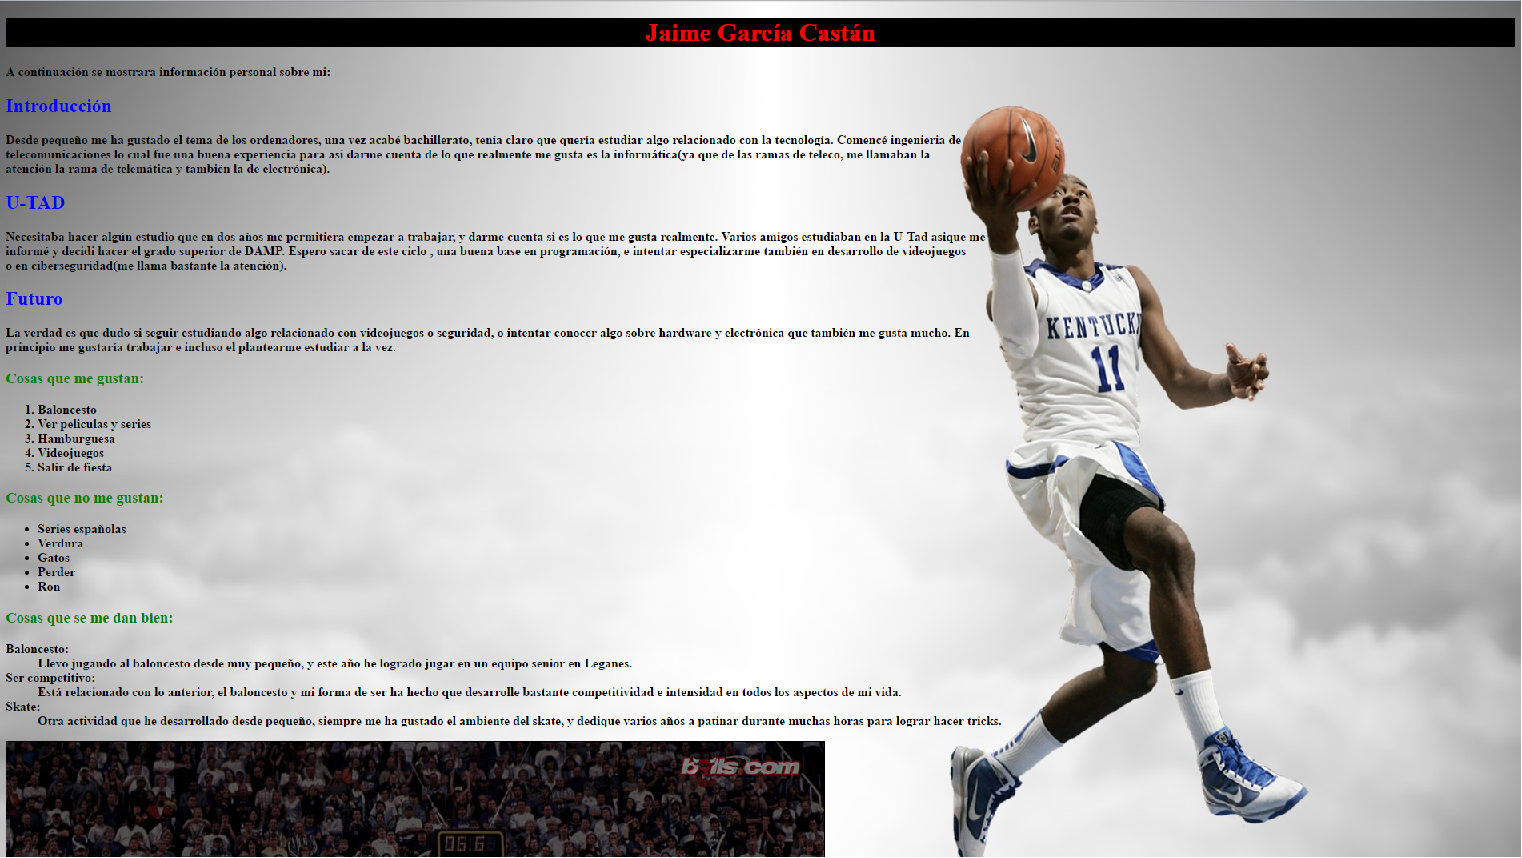 Jaime García Castán
A continuación se mostrara información personal sobre mi:
Introducción
Desde pequeño me ha gustado el tema de los ordenadores, una vez acabé bachillerato, tenía claro que quería estudiar algo relacionado con la tecnología. Comencé ingenieria de
telecomunicaciones lo cual fue una buena experiencia para así darme cuenta de lo que realmente me gusta es la informática(ya que de las ramas de teleco, me llamaban la
atención la rama de telemática y también la de electrónica).
U-TAD
Necesitaba hacer algún estudio que en dos años me permitiera empezar a trabajar, y darme cuenta si es lo que me gusta realmente. Varios amigos estudiaban en la U-Tad asique me
informé y decidí hacer el grado superior de DAMP. Espero sacar de este ciclo , una buena base en programación, e intentar especializarme también en desarrollo de videojuegos
o en ciberseguridad(me llama bastante la atención).
Futuro
La verdad es que dudo si seguir estudiando algo relacionado con videojuegos o seguridad, o intentar conocer algo sobre hardware y electrónica que también me gusta mucho. En
principio me gustaría trabajar e incluso el plantearme estudiar a la vez.
Cosas que me gustan:
1. Baloncesto
2. Ver peliculas y series
3. Hamburguesa
4. Videojuegos
5. Salir de fiesta
Cosas que no me gustan:
• Series españolas
• Verdura
• Gatos
• Perder
• Ron
Cosas que se me dan bien:
Baloncesto:
Llevo jugando al baloncesto desde muy pequeño, y este año he logrado jugar en un equipo senior en Leganes.
Ser competitivo:
Está relacionado con lo anterior, el baloncesto y mi forma de ser ha hecho que desarrolle bastante competitividad e intensidad en todos los aspectos de mi vida.
Skate:
Otra actividad que he desarrollado desde pequeño, siempre me ha gustado el ambiente del skate, y dedique varios años a patinar durante muchas horas para lograr hacer tricks.
KENTUCK
11
06.6